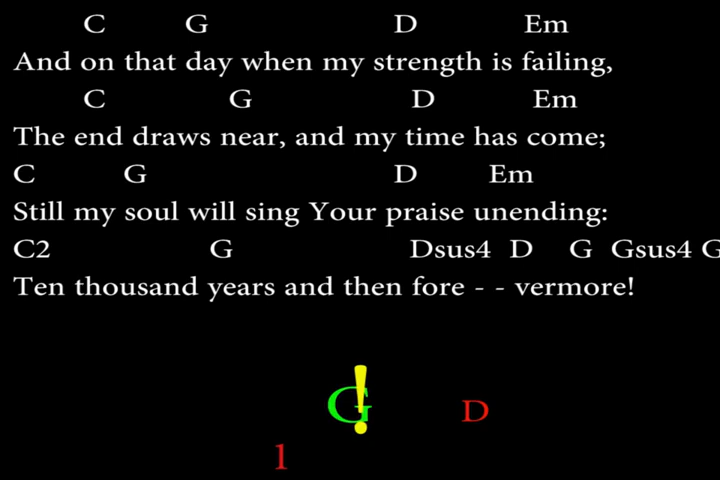 C G D Em
And on that day when my strength is failing,
C G D Em
The end draws near, and my time has come;
C G D Em
Still my soul will sing Your praise unending:
C2 G Dsus4 D G Gsus4 G
Ten thousand years and then fore - - vermore!
G! D
1